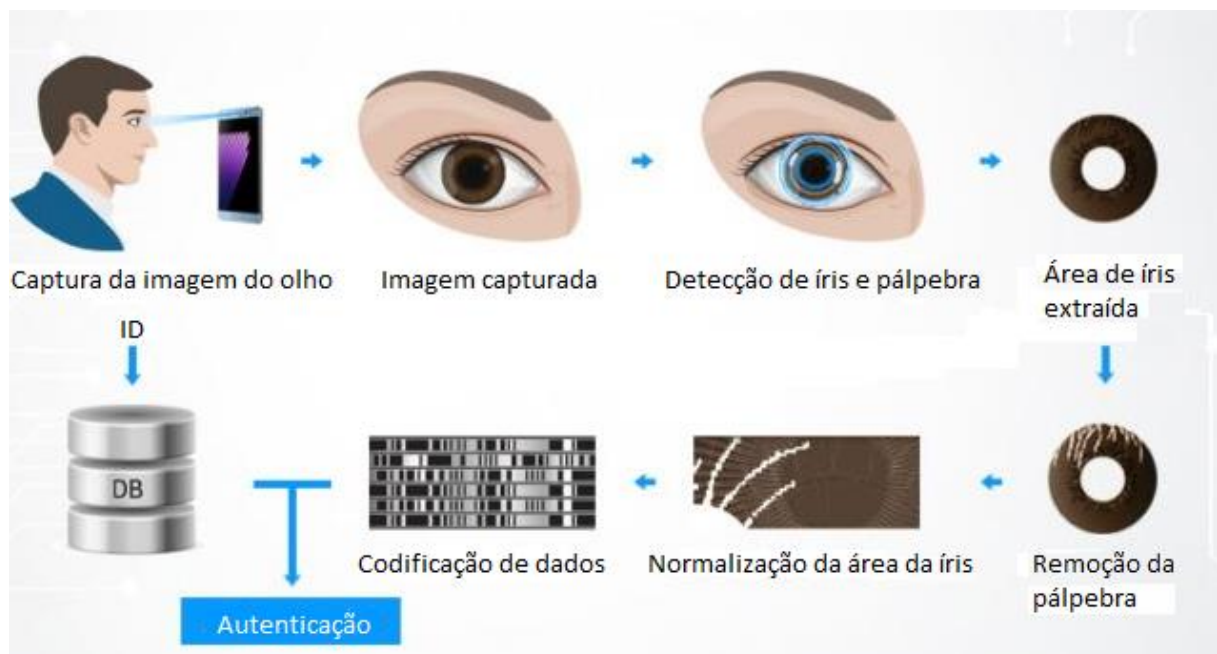 Captura da imagem do olho
Imagem capturada
Detecção de íris e pálpebra
Área de íris
extraída
ID
DB
Codificação de dados
Normalização da área da íris
Remoção da
pálpebra
Autenticação